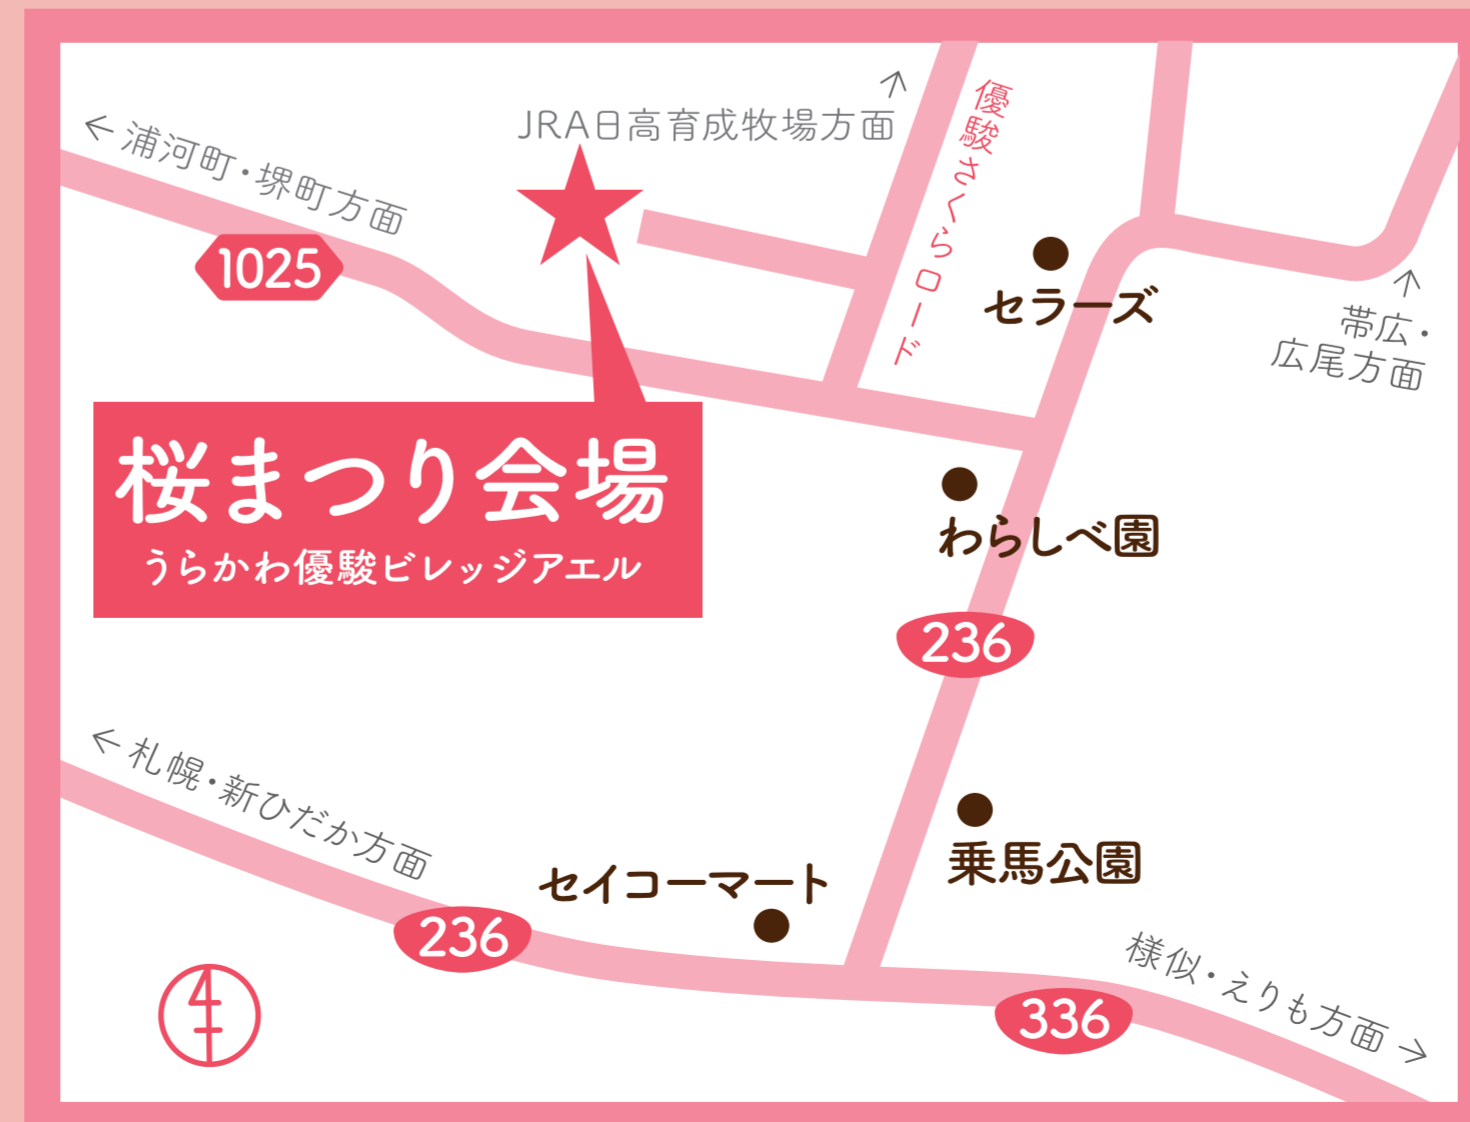 ← 浦河町・堺町方面
JRA日高育成牧場方面
↑
優駿さくらロード
1025
セラーズ
↑
帯広・
広尾方面
桜まつり会場
うらかわ優駿ビレッジアエル
わらしべ園
236
← 札幌・新ひだか方面
乗馬公園
セイコーマート
236
様似・えりも方面 →
336